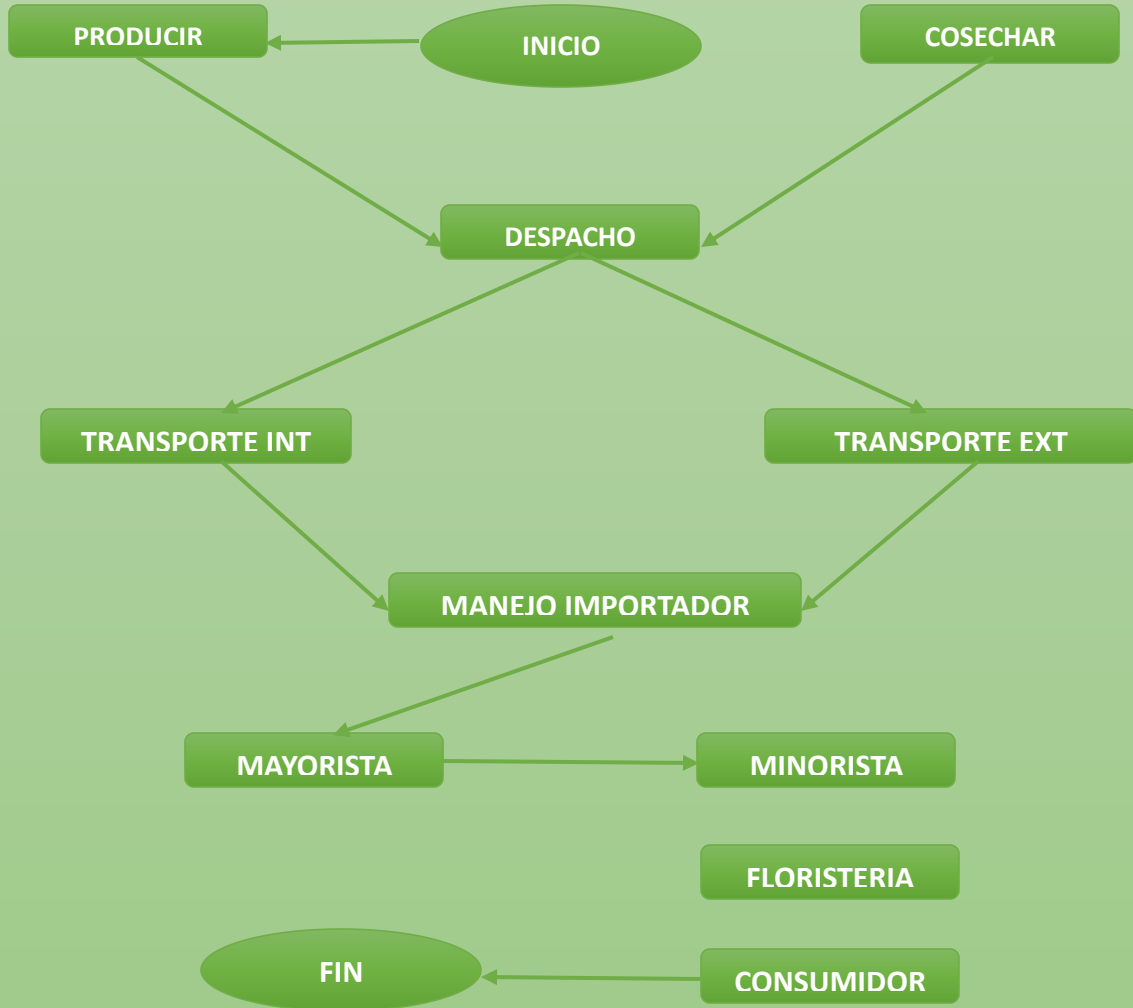 PRODUCIR
INICIO
COSECHAR
DESPACHO
TRANSPORTE INT
TRANSPORTE EXT
MANEJO IMPORTADOR
MAYORISTA
MINORISTA
FLORISTERIA
FIN
CONSUMIDOR